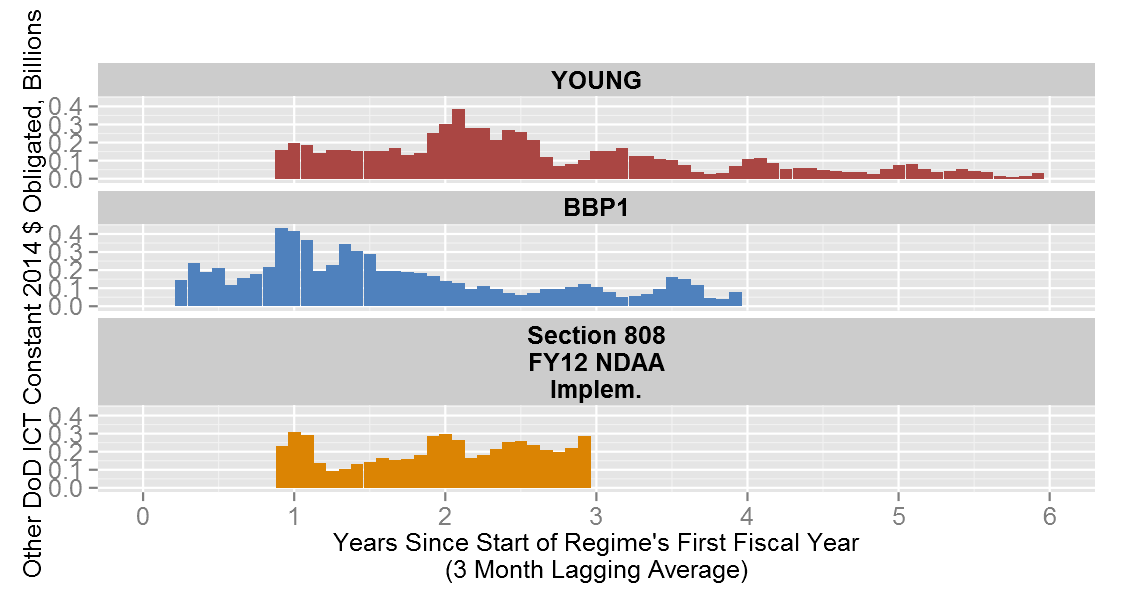 Other DoD ICT Constant 2014 $ Obligated, Billions
YOUNG
0.4
0.3
0.2
0.1
0.0
BBP1
0.4
0.3
0.2
0.1
0.0
Section 808
FY12 NDAA
Implem.
0.4
0.3
0.2
0.1
0.0
0 1 2 3 4 5 6
Years Since Start of Regime's First Fiscal Year
(3 Month Lagging Average)